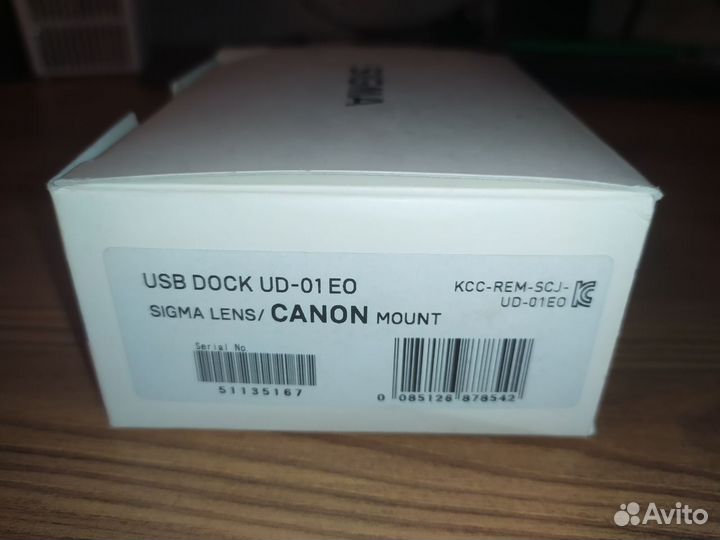 SIGMA
USB DOCK UD-01 EO
KCC-REM-SCJ-
UD-01EO
SIGMA LENS/ CANON MOUNT
Serial No
51135167
0 085126 878542
Avito